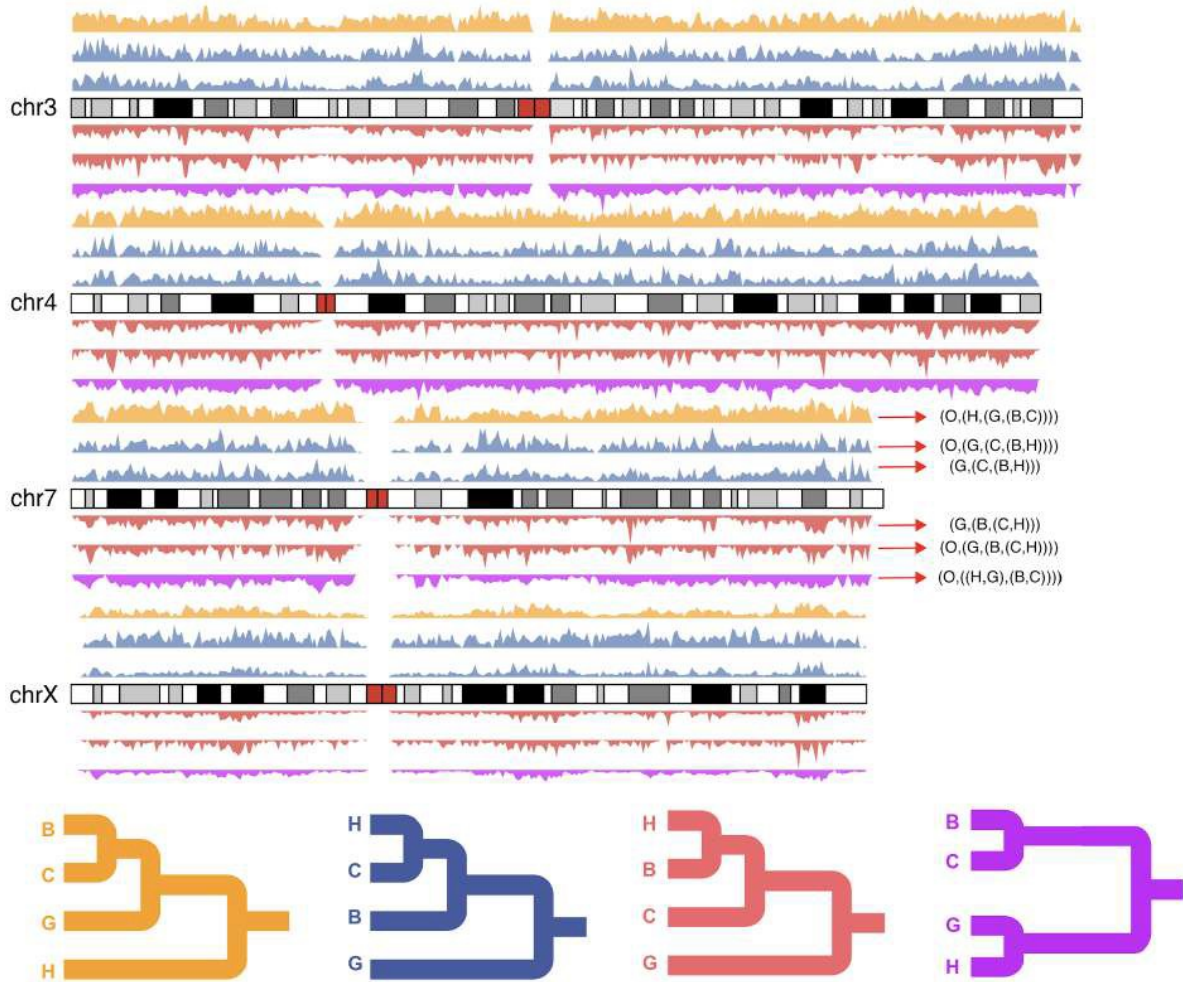 chr3
chr4
(O,(H,(G,(B,C))))
(O,(G,(C,(B,H))))
(G,(C,(B,H)))
chr7
(G,(B,(C,H)))
(O,(G,(B,(C,H))))
(O,((H,G),(B,C))))
chrX
B
C
G
H
H
C
B
G
H
B
C
G
B
C
G
H